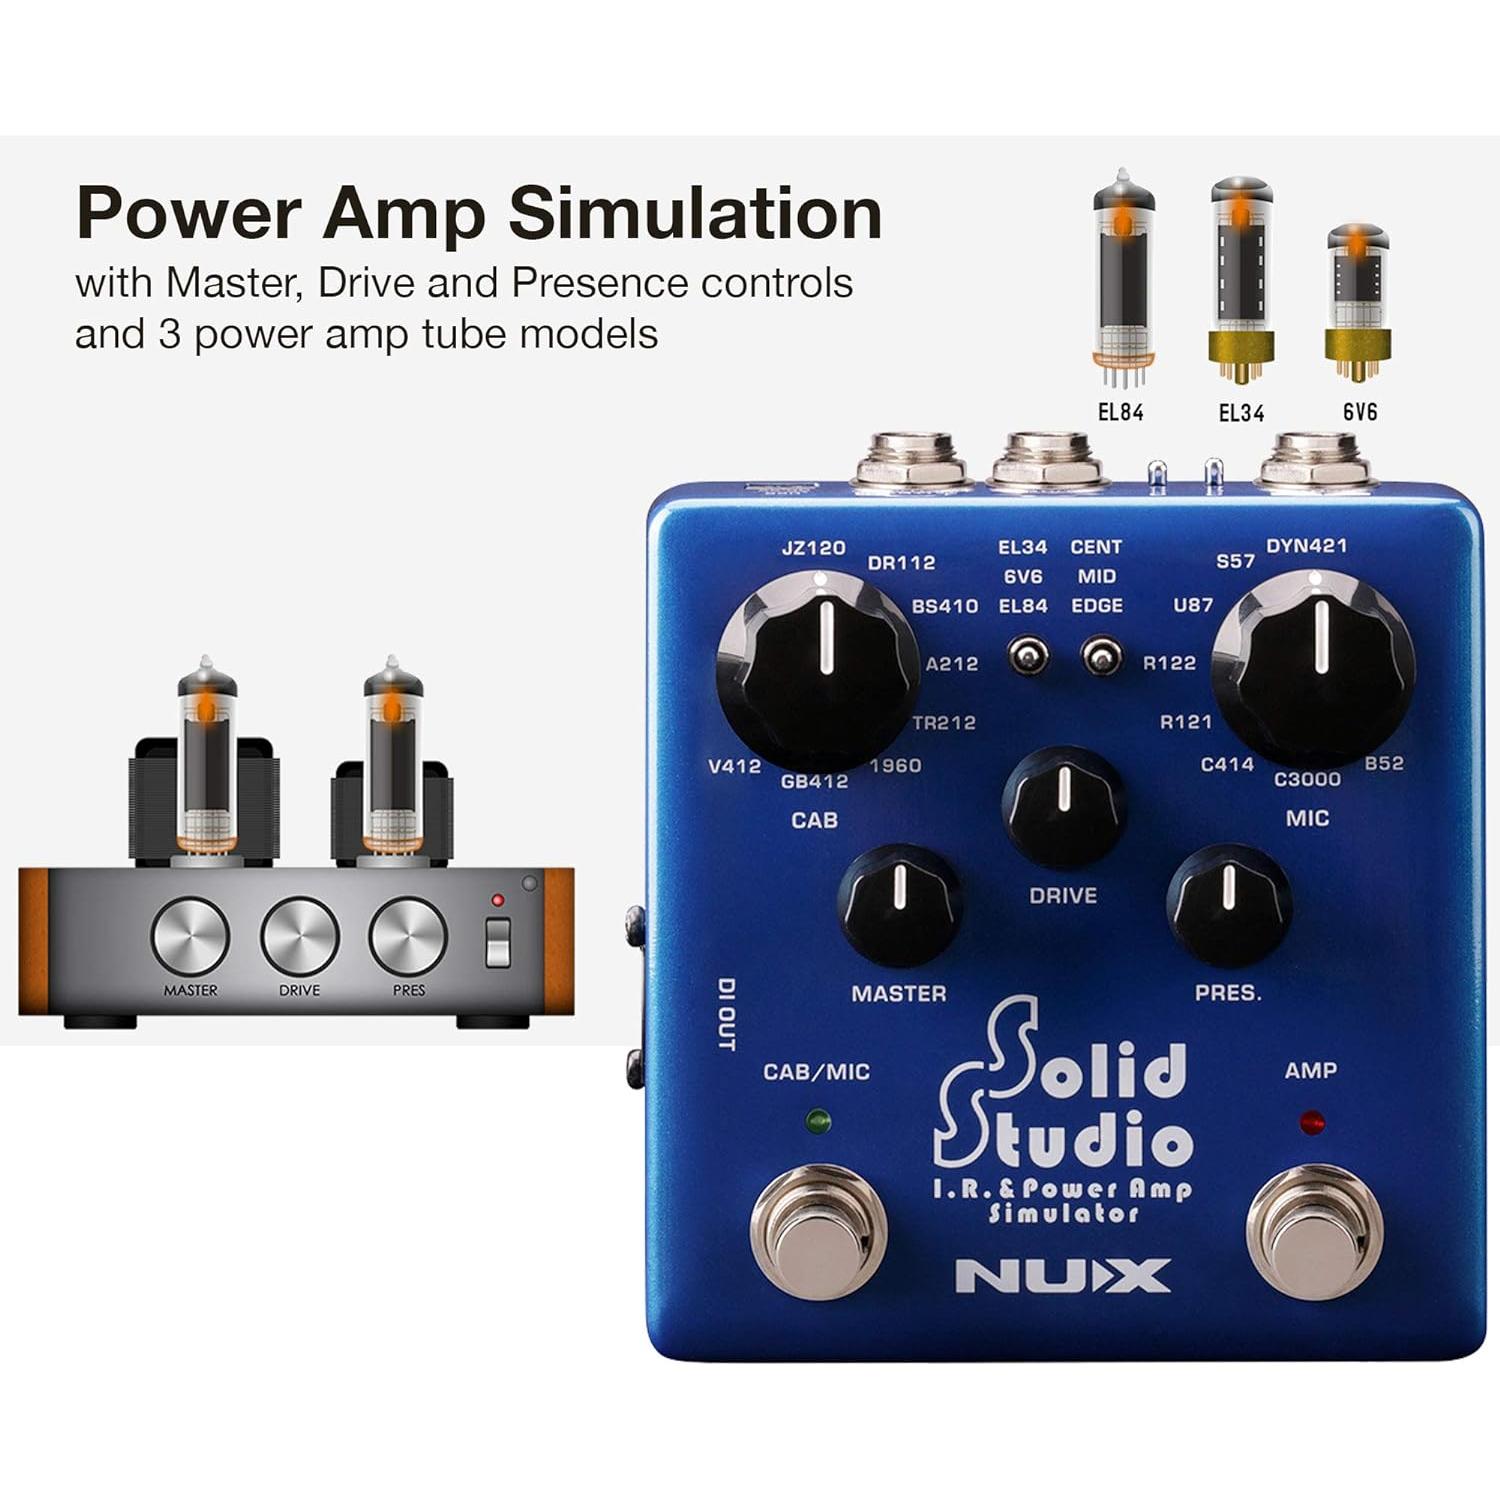 Power Amp Simulation
with Master, Drive and Presence controls
and 3 power amp tube models
EL84
EL34
6V6
JZ120
DR112
BS410
A212
TR212
1960
GB412
V412
CAB
EL34
6V6
EL84
CENT
MID
EDGE
DYN421
S57
U87
R122
R121
C414
C3000
B52
MIC
DRIVE
MASTER
PRES.
MASTER
DRIVE
PRES
DI OUT
CAB/MIC
AMP
Solid
Studio
I.R. & Power Amp
Simulator
NUX